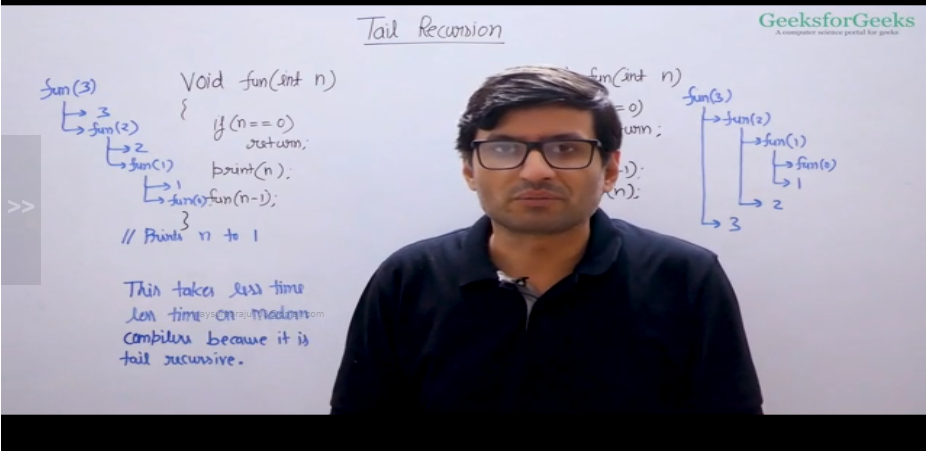 Tail Recursion
GeeksforGeeks
A computer science portal for geeks
fun(3)
3
fun(2)
2
fun(1)
1
fun(0)
Void fun(int n)
{
if (n == 0)
return;
print(n);
fun(n-1);
}
// Prints n to 1
This takes less time
less time on modern
compilers because it is
tail recursive.
fun(int n)
= 0)
urn;
-1);
(n);
fun(3)
fun(2)
fun(1)
fun(0)
1
2
3
>>